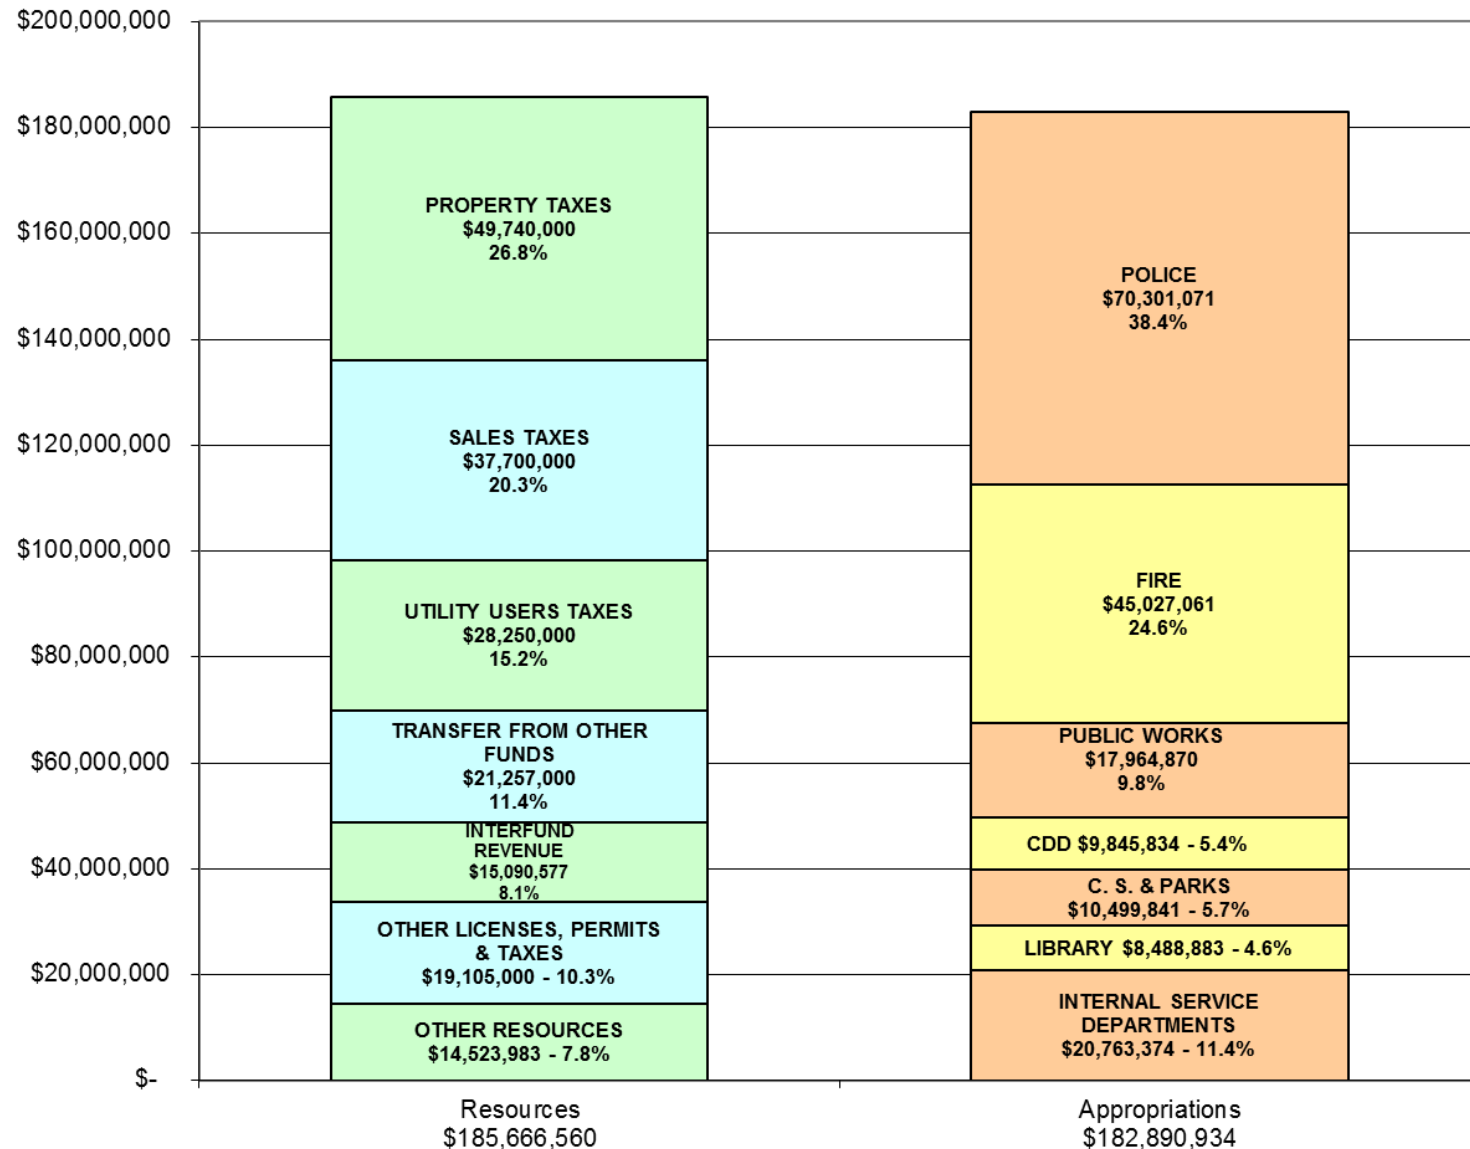 $200,000,000
$180,000,000
$160,000,000
$140,000,000
$120,000,000
$100,000,000
$80,000,000
$60,000,000
$40,000,000
$20,000,000
$-
PROPERTY TAXES
$49,740,000
26.8%
SALES TAXES
$37,700,000
20.3%
UTILITY USERS TAXES
$28,250,000
15.2%
TRANSFER FROM OTHER
FUNDS
$21,257,000
11.4%
INTERFUND
REVENUE
$15,090,577
8.1%
OTHER LICENSES, PERMITS
& TAXES
$19,105,000 - 10.3%
OTHER RESOURCES
$14,523,983 - 7.8%
POLICE
$70,301,071
38.4%
FIRE
$45,027,061
24.6%
PUBLIC WORKS
$17,964,870
9.8%
CDD $9,845,834 - 5.4%
C. S. & PARKS
$10,499,841 - 5.7%
LIBRARY $8,488,883 - 4.6%
INTERNAL SERVICE
DEPARTMENTS
$20,763,374 - 11.4%
Resources
$185,666,560
Appropriations
$182,890,934